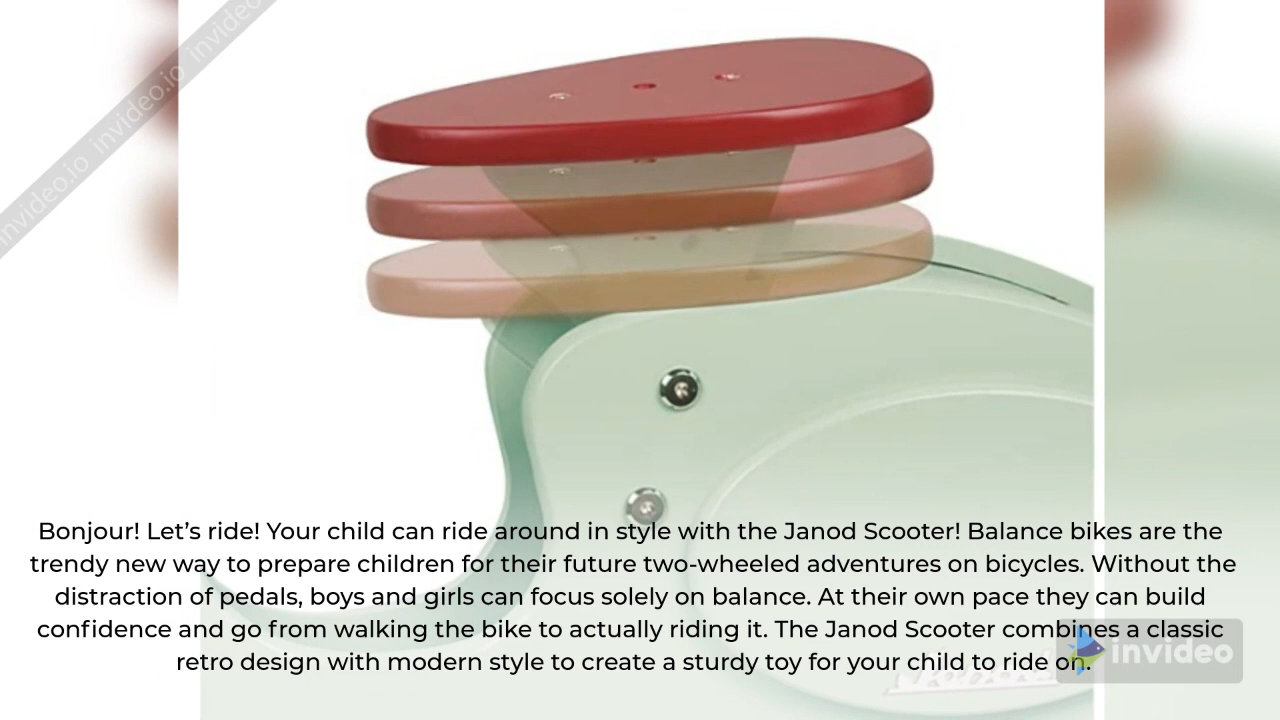 invideo.io invideo.io invideo
Bonjour! Let’s ride! Your child can ride around in style with the Janod Scooter! Balance bikes are the
trendy new way to prepare children for their future two-wheeled adventures on bicycles. Without the
distraction of pedals, boys and girls can focus solely on balance. At their own pace they can build
confidence and go from walking the bike to actually riding it. The Janod Scooter combines a classic
retro design with modern style to create a sturdy toy for your child to ride on.
invideo